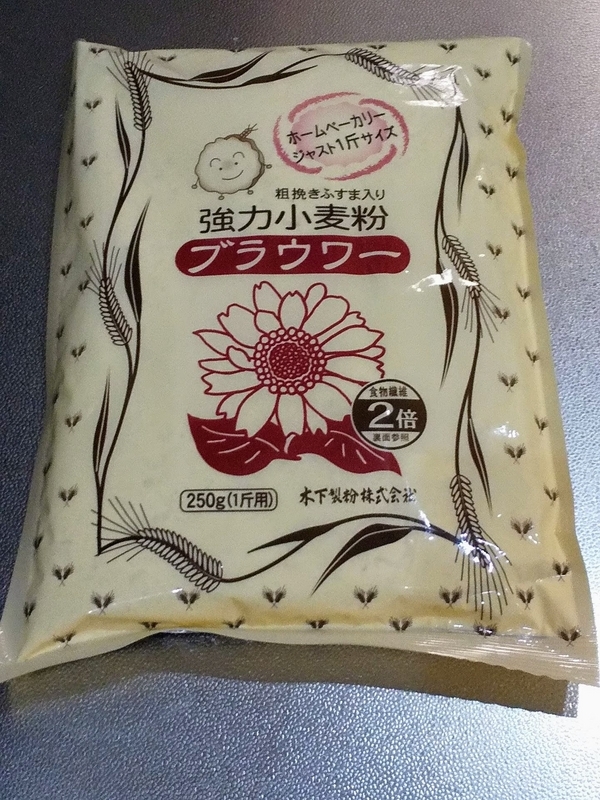 ホームベーカリー
ジャスト1斤サイズ
粗挽きふすま入り
強力小麦粉
ブラウワー
食物繊維
2倍
裏面参照
250g(1斤用)
木下製粉株式会社